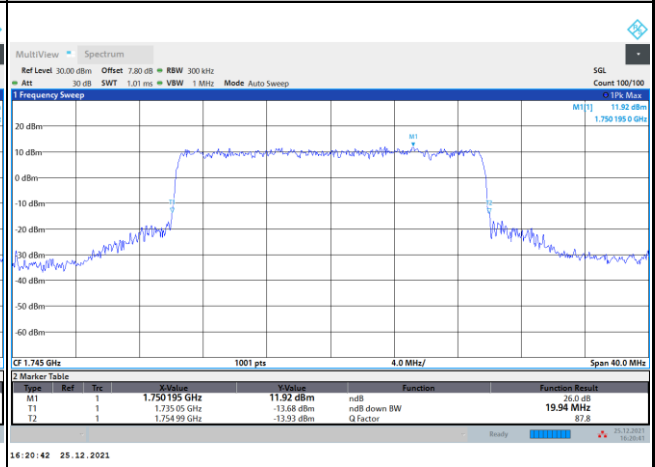 MultiView Spectrum
Ref Level 30.00 dBm Offset 7.80 dB RBW 300 kHz SGL
Att 30 dB SWT 1.01 ms VBW 1 MHz Mode Auto Sweep Count 100/100
1 Frequency Sweep 1Pk Max
M1[1] 11.92 dBm
1.750 195 0 GHz
M1
20 dBm
10 dBm
0 dBm
-10 dBm
T1 T2
-20 dBm
-30 dBm
-40 dBm
-50 dBm
-60 dBm
CF 1.745 GHz 1001 pts 4.0 MHz/ Span 40.0 MHz
2 Marker Table
Type Ref Trc X-Value Y-Value Function Function Result
M1 1 1.750 195 GHz 11.92 dBm ndB 26.0 dB
T1 1 1.735 05 GHz -13.68 dBm ndB down BW 19.94 MHz
T2 1 1.754 99 GHz -13.93 dBm Q Factor 87.8
Ready 25.12.2021
16:20:41
16:20:42 25.12.2021